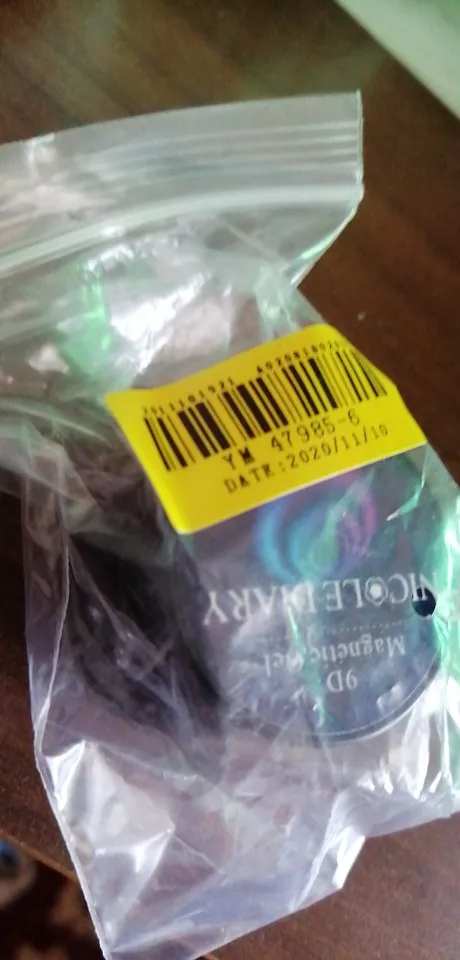 YM 47985-6
DATE:2020/11/10
NICOLE DIARY
Magnetic Gel
9D